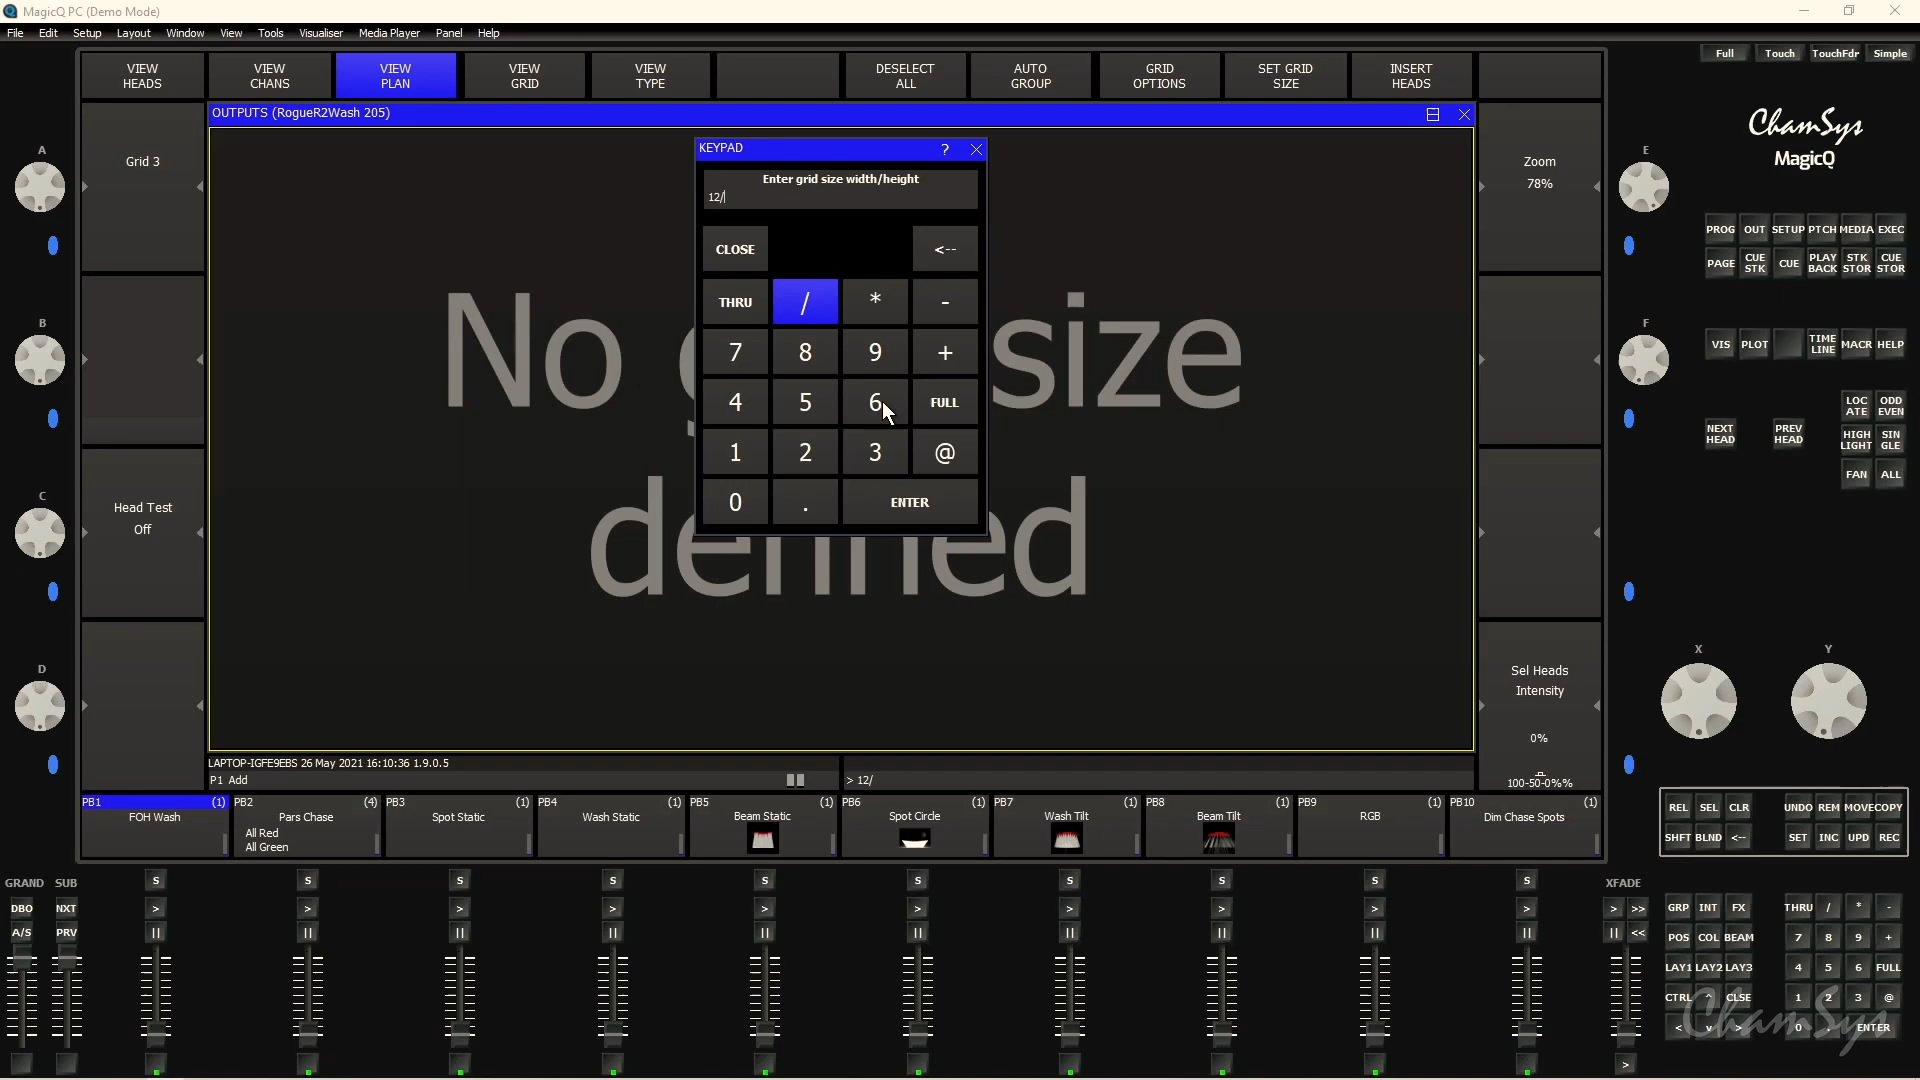 MagicQ PC (Demo Mode)
File Edit Setup Layout Window View Tools Visualiser Media Player Panel Help
Full Touch TouchFdr Simple
VIEW HEADS
VIEW CHANS
VIEW PLAN
VIEW GRID
VIEW TYPE
DESELECT ALL
AUTO GROUP
GRID OPTIONS
SET GRID SIZE
INSERT HEADS
OUTPUTS (RogueR2Wash 205)
A
Grid 3
B
C
Head Test
Off
D
KEYPAD ?
Enter grid size width/height
12/
CLOSE <--
THRU / * -
7 8 9 +
4 5 6 FULL
1 2 3 @
0 . ENTER
No size
defined
Zoom
78%
E
F
Sel Heads
Intensity
0%
100-50-0%%
ChamSys
MagicQ
PROG OUT SETUP PTCH MEDIA EXEC
PAGE CUE STK CUE PLAY BACK STK STOR CUE STOR
VIS PLOT TIME LINE MACR HELP
LOC ATE ODD EVEN
NEXT HEAD PREV HEAD HIGH LIGHT SIN GLE
FAN ALL
X Y
LAPTOP-IGFE9EBS 26 May 2021 16:10:36 1.9.0.5
P1 Add
> 12/
PB1 (1)
FOH Wash
PB2 (4)
Pars Chase
All Red
All Green
PB3 (1)
Spot Static
PB4 (1)
Wash Static
PB5 (1)
Beam Static
PB6 (1)
Spot Circle
PB7 (1)
Wash Tilt
PB8 (1)
Beam Tilt
PB9 (1)
RGB
PB10 (1)
Dim Chase Spots
REL SEL CLR UNDO REM MOVE COPY
SHFT BLND <-- SET INC UPD REC
GRAND SUB
DBO NXT
A/S PRV
S S S S S S S S S S
> > > > > > > > > >
XFADE
> >>
<<
>
GRP INT FX THRU / * -
POS COL BEAM 7 8 9 +
LAY1 LAY2 LAY3 4 5 6 FULL
CTRL ^ CLSE 1 2 3 @
< v > 0 . ENTER
ChamSys